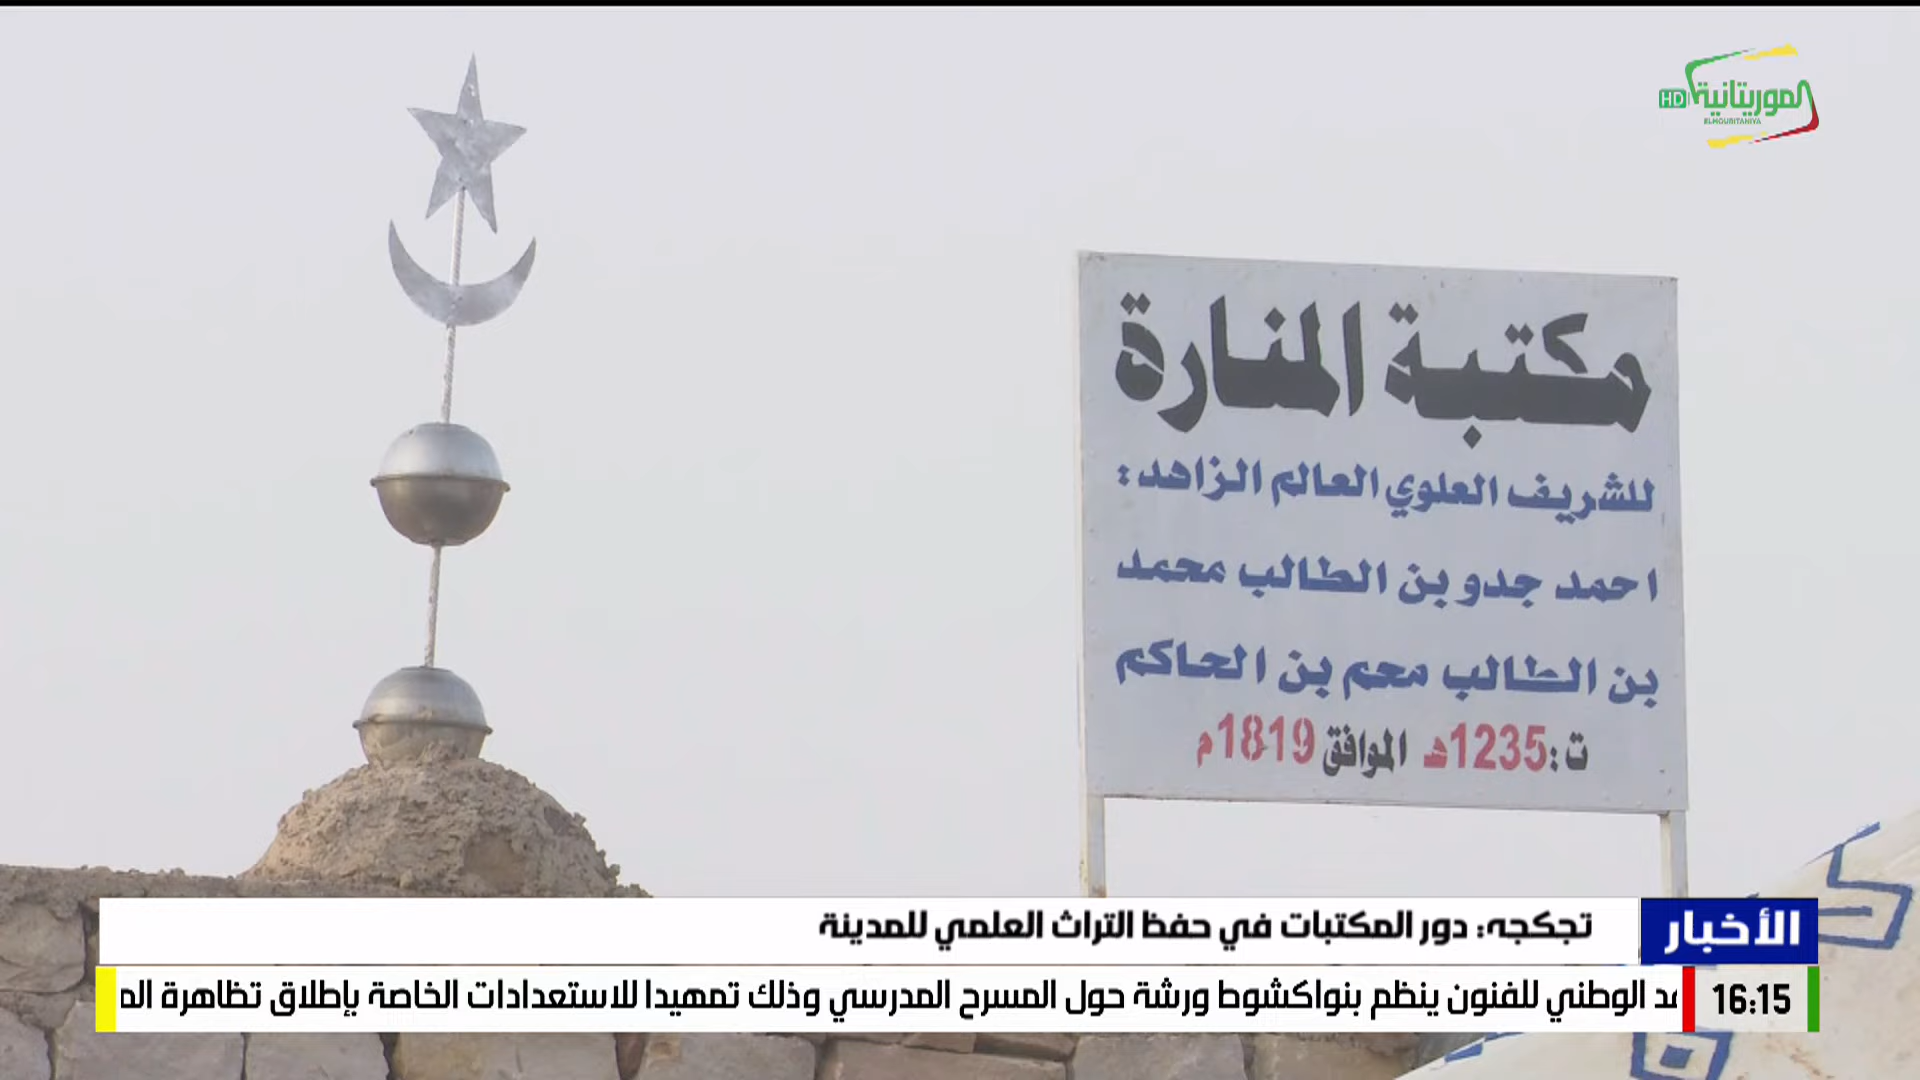 الموريتانية HD
ELMOURITANIYA
مكتبة المنارة
للشريف العلوي العالم الزاهد:
احمد جدو بن الطالب محمد
بن الطالب محم بن الحاكم
ت: 1235هـ الموافق 1819م
الأخبار تجكجه: دور المكتبات في حفظ التراث العلمي للمدينة
16:15 الوطني للفنون ينظم بنواكشوط ورشة حول المسرح المدرسي وذلك تمهيدا للاستعدادات الخاصة بإطلاق تظاهرة